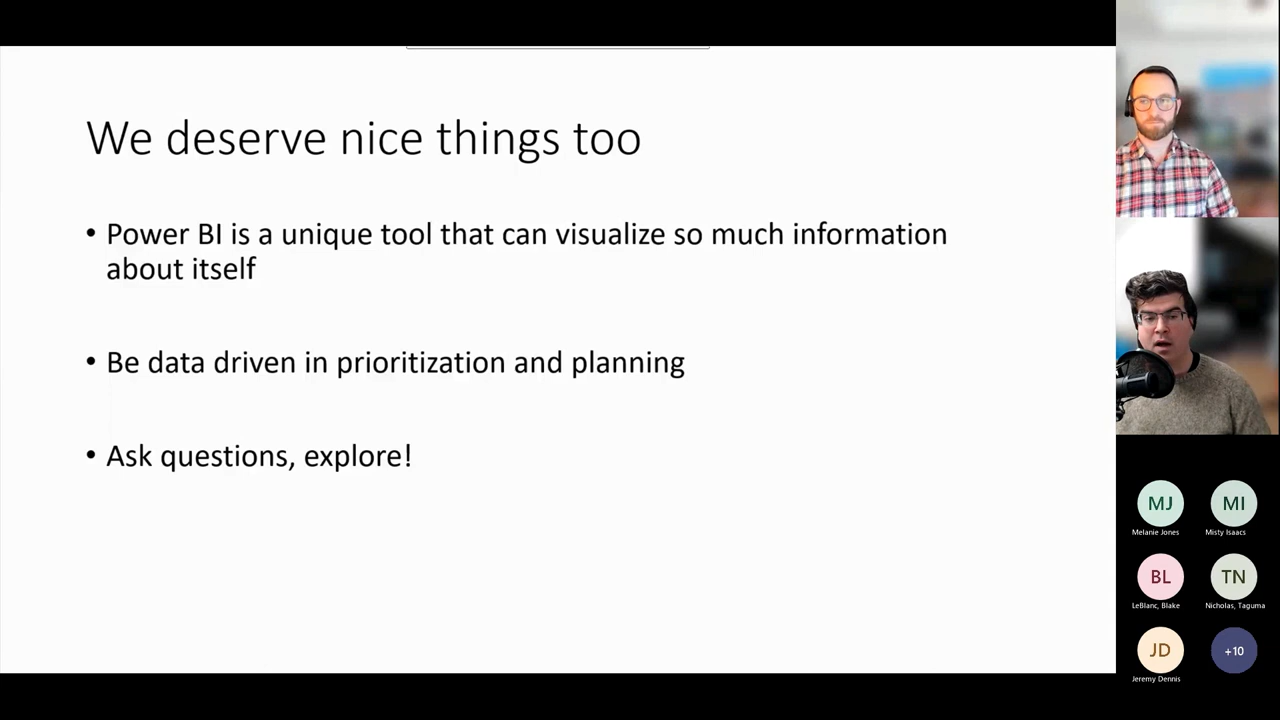 We deserve nice things too
• Power BI is a unique tool that can visualize so much information
about itself
• Be data driven in prioritization and planning
• Ask questions, explore!
MJ
Melanie Jones
MI
Misty Isaacs
BL
LeBlanc, Blake
TN
Nicholas, Taguma
JD
Jeremy Dennis
+10